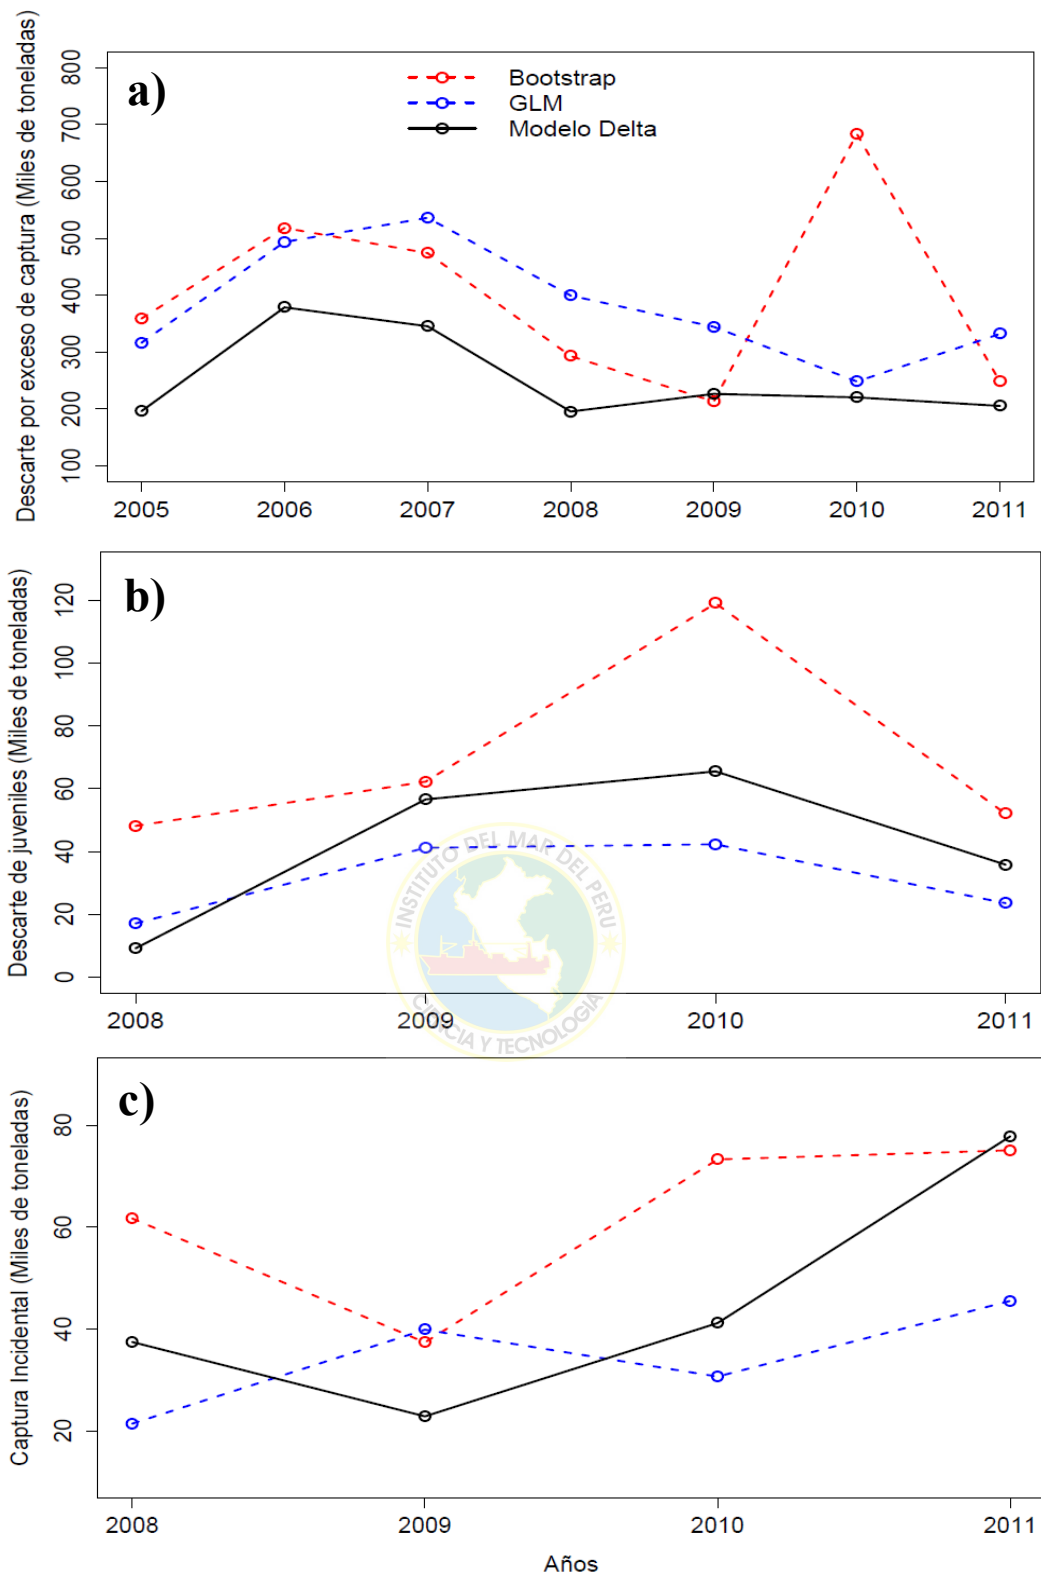 a)
Bootstrap
GLM
Modelo Delta
Descarte por exceso de captura (Miles de toneladas)
800
700
600
500
400
300
200
100
2005 2006 2007 2008 2009 2010 2011
b)
Descarte de juveniles (Miles de toneladas)
120
100
80
60
40
20
0
INSTITUTO DEL MAR DEL PERU
CIENCIA Y TECNOLOGIA
2008 2009 2010 2011
c)
Captura Incidental (Miles de toneladas)
80
60
40
20
2008 2009 2010 2011
Años